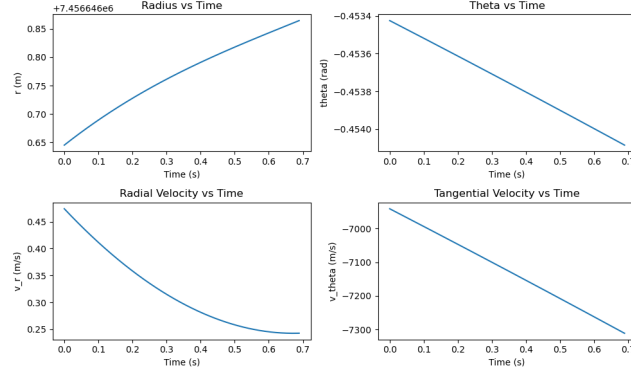 Radius vs Time
+7.456646e6
0.85
0.80
0.75
0.70
0.65
r (m)
0.0 0.1 0.2 0.3 0.4 0.5 0.6 0.7
Time (s)
Theta vs Time
−0.4534
−0.4536
−0.4538
−0.4540
theta (rad)
0.0 0.1 0.2 0.3 0.4 0.5 0.6 0.7
Time (s)
Radial Velocity vs Time
0.45
0.40
0.35
0.30
0.25
v_r (m/s)
0.0 0.1 0.2 0.3 0.4 0.5 0.6 0.7
Time (s)
Tangential Velocity vs Time
−7000
−7100
−7200
−7300
v_theta (m/s)
0.0 0.1 0.2 0.3 0.4 0.5 0.6 0.7
Time (s)